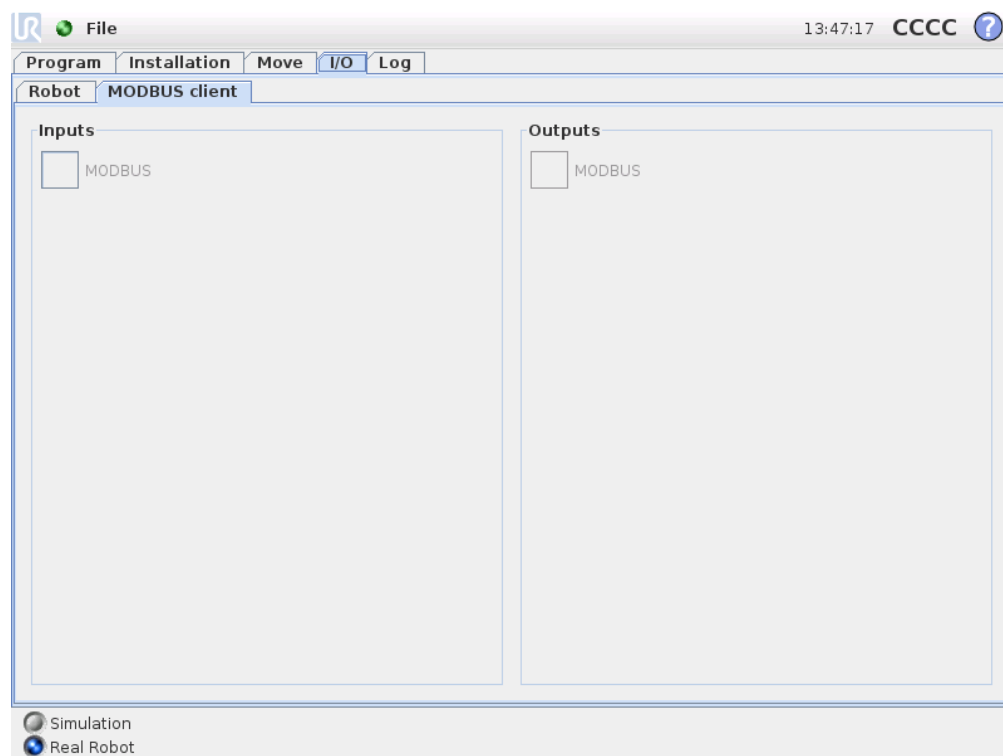 UR File 13:47:17 CCCC ?
Program Installation Move I/O Log
Robot MODBUS client
Inputs Outputs
MODBUS MODBUS
Simulation
Real Robot